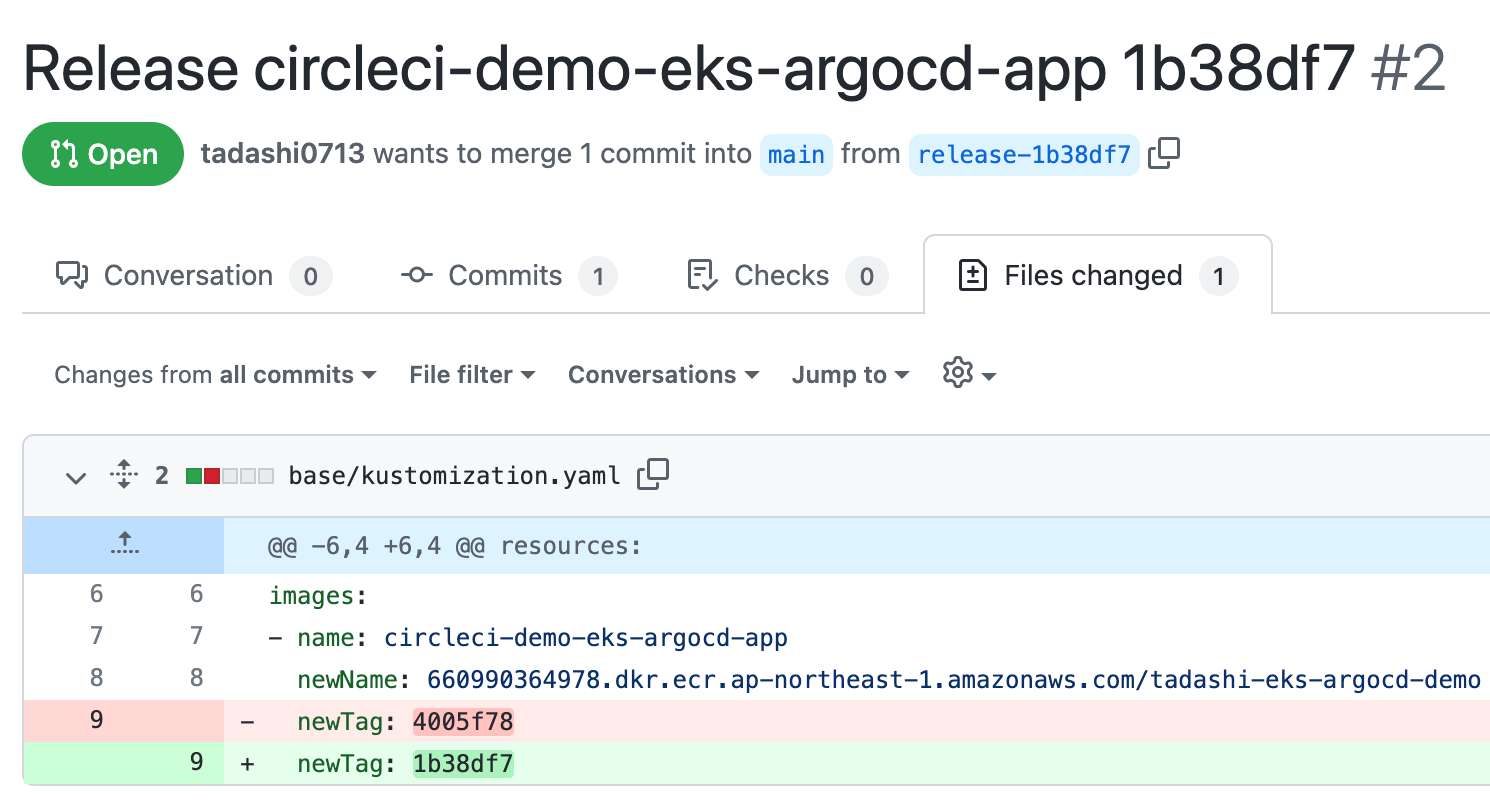 Release circleci-demo-eks-argocd-app 1b38df7 #2
Open tadashi0713 wants to merge 1 commit into main from release-1b38df7
Conversation 0 Commits 1 Checks 0 Files changed 1
Changes from all commits File filter Conversations Jump to
2 base/kustomization.yaml
@@ -6,4 +6,4 @@ resources:
6 6 images:
7 7 - name: circleci-demo-eks-argocd-app
8 8 newName: 660990364978.dkr.ecr.ap-northeast-1.amazonaws.com/tadashi-eks-argocd-demo
9 - newTag: 4005f78
9 + newTag: 1b38df7